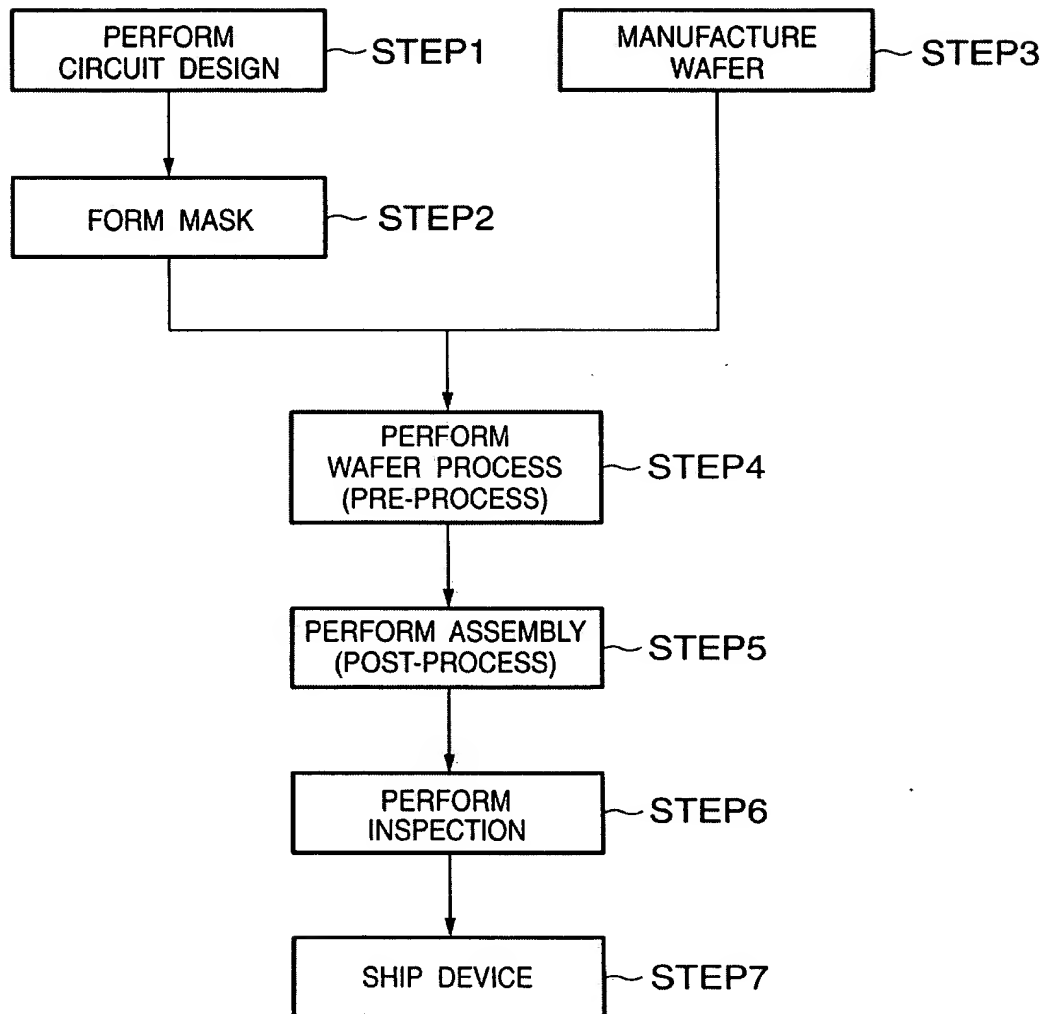 PERFORM
CIRCUIT DESIGN
STEP1
MANUFACTURE
WAFER
STEP3
FORM MASK
STEP2
PERFORM
WAFER PROCESS
(PRE-PROCESS)
STEP4
PERFORM ASSEMBLY
(POST-PROCESS)
STEP5
PERFORM
INSPECTION
STEP6
SHIP DEVICE
STEP7